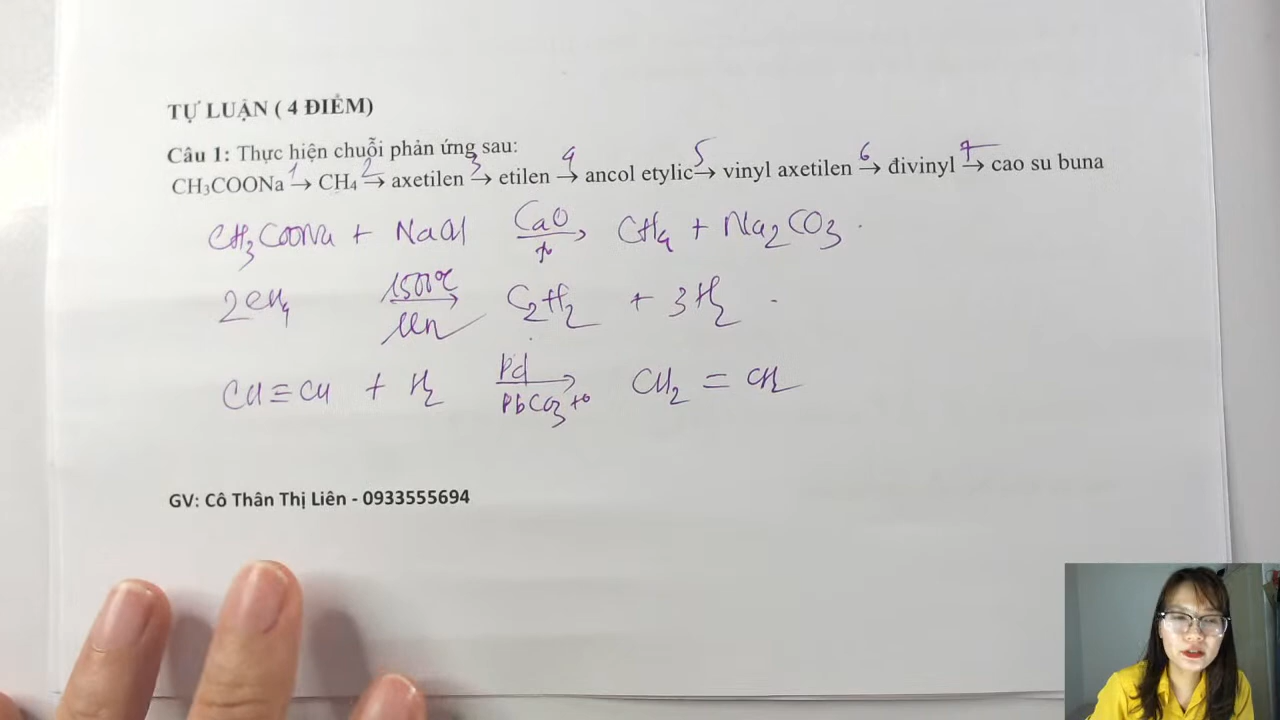 TỰ LUẬN ( 4 ĐIỂM)
Câu 1: Thực hiện chuỗi phản ứng sau:
1 2 3 4 5 6 7
CH₃COONa → CH₄ → axetilen → etilen → ancol etylic → vinyl axetilen → đivinyl → cao su buna
CH₃COONa + NaOH CaO → t° CH₄ + Na₂CO₃.
2CH₄ 1500°C → lln C₂H₂ + 3H₂.
CH≡CH + H₂ Pd → PbCO₃ t° CH₂ = CH₂
GV: Cô Thân Thị Liên - 0933555694